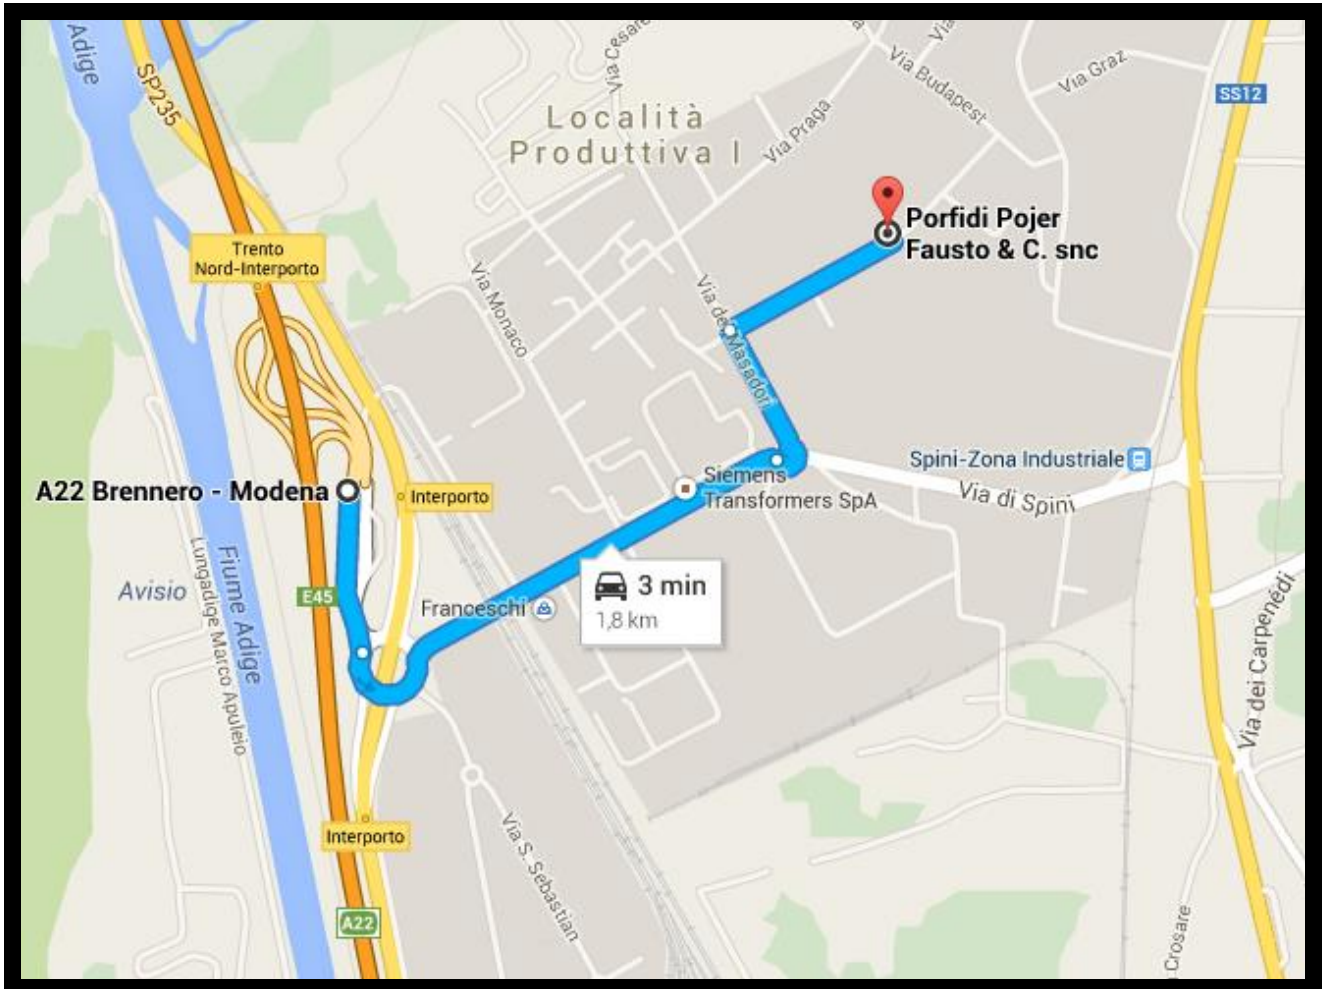 Adige
SP235
Via Cesare
Via
Via Budapest
Via Graz
SS12
Località
Produttiva I
Via Praga
Porfidi Pojer
Fausto & C. snc
Trento
Nord-Interporto
Via Monaco
Via dei Masadori
Spini-Zona Industriale
Siemens
Transformers SpA
Via di Spini
A22 Brennero - Modena
Interporto
3 min
1,8 km
Avisio
E45
Franceschi
Fiume Adige
Lungadige Marco Apuleio
Via dei Carpenédi
Interporto
Via S. Sebastian
A22
Crosare